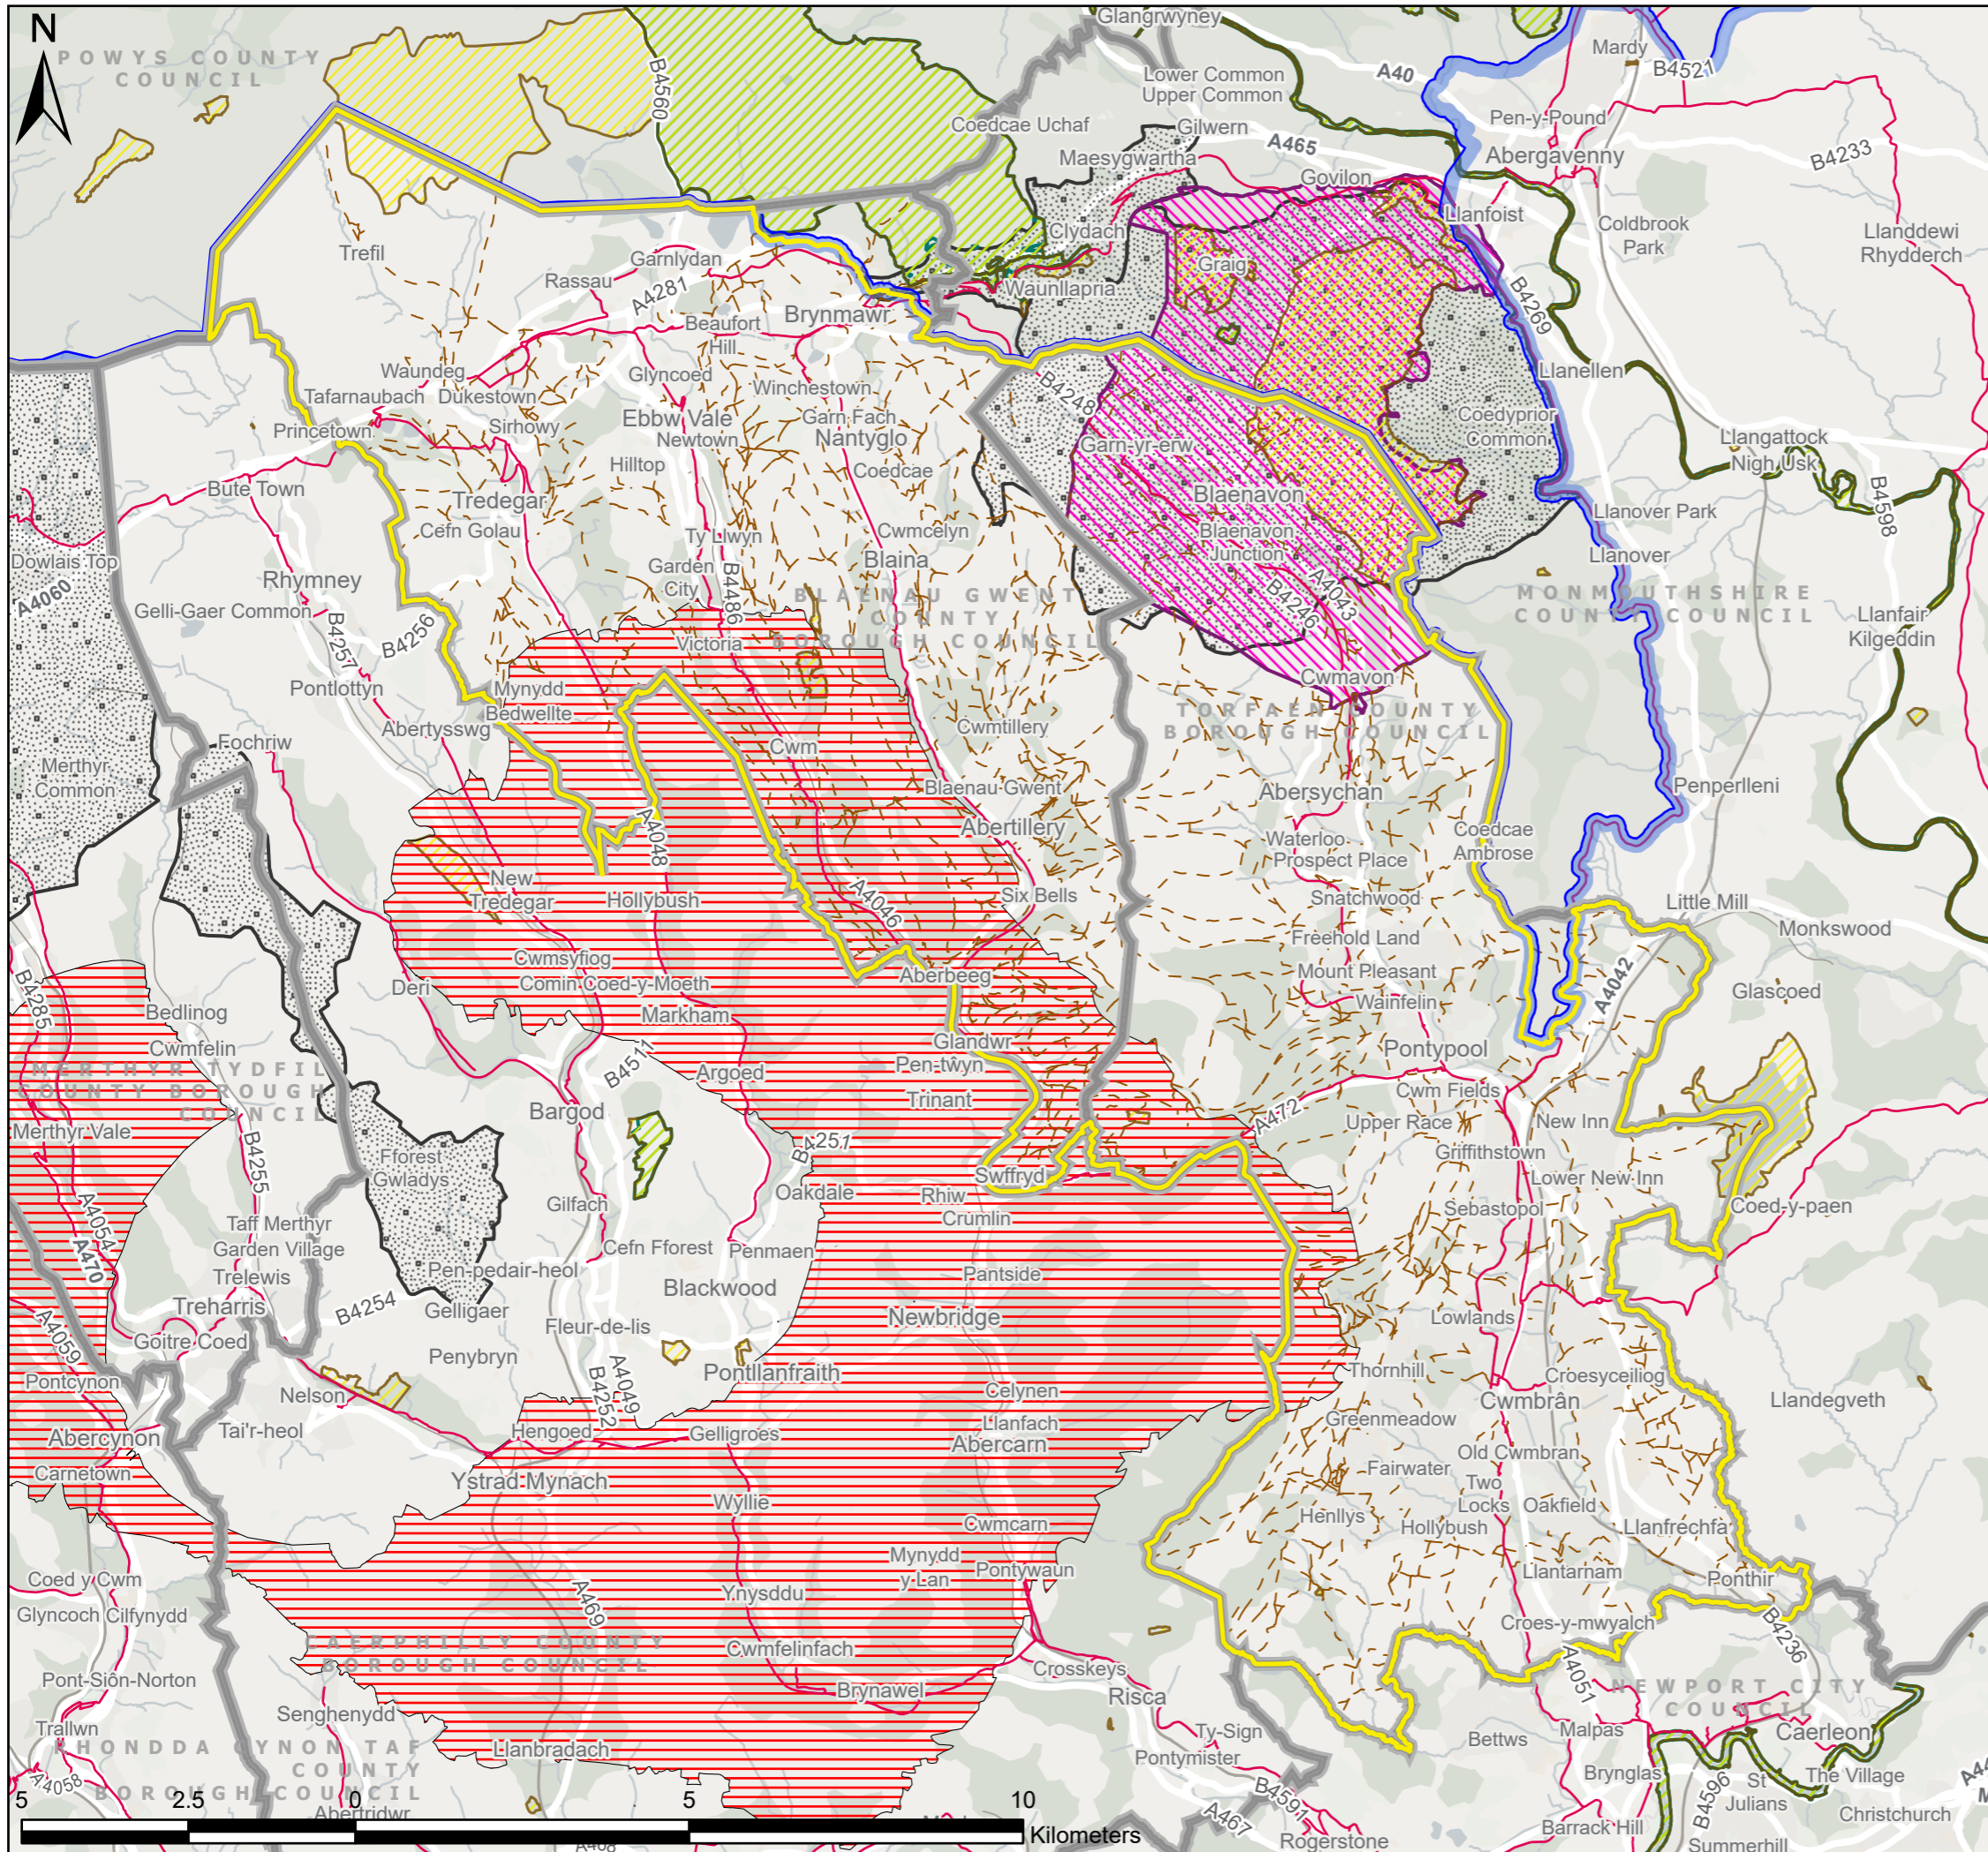 N
POWYS COUNTY
COUNCIL
Glangrwyney
Mardy
B4521
B4560
Lower Common
Upper Common
A40
Pen-y-Pound
Coedcae Uchaf
Gilwern
A465
Abergavenny
B4233
Maesygwartha
Govilon
Llanfoist
Coldbrook
Park
Llanddewi
Rhydderch
Clydach
Trefil
Garnlydan
Graig
Rassau
A4281
Waunllapria
B4269
Beaufort
Hill
Brynmawr
Waundeg
Glyncoed
Winchestown
B4248
Llanellen
Tafarnaubach
Dukestown
Ebbw Vale
Newtown
Garn Fach
Nantyglo
Coedyprior
Common
Princetown
Sirhowy
Garn-yr-erw
Llangattock
Nigh Usk
Hilltop
Coedcae
Bute Town
Tredegar
Blaenavon
B4598
Cefn Golau
Ty Llwyn
Cwmcelyn
Blaenavon
Junction
Llanover Park
Dowlais Top
Garden
City
Blaina
Llanover
A4060
Rhymney
B4486
A4043
B4246
BLAENAU GWENT
COUNTY
BOROUGH COUNCIL
MONMOUTHSHIRE
COUNTY COUNCIL
Gelli-Gaer Common
B4257
B4256
Victoria
Llanfair
Kilgeddin
Pontlottyn
Mynydd
Bedwellte
Cwmavon
Abertysswg
TORFAEN COUNTY
BOROUGH COUNCIL
Fochriw
Cwm
Cwmtillery
Merthyr
Common
Blaenau Gwent
Abersychan
Penperlleni
A4048
Abertillery
Waterloo
Prospect Place
Coedcae
Ambrose
New
Tredegar
Hollybush
A4046
Six Bells
Snatchwood
Little Mill
Monkswood
Cwmsyfiog
Freehold Land
B4285
Deri
Comin Coed-y-Moeth
Aberbeeg
Mount Pleasant
A4042
Glascoed
Bedlinog
Markham
Wainfelin
Cwmfelin
Glandwr
Pontypool
MERTHYR TYDFIL
COUNTY BOROUGH
COUNCIL
B4511
Argoed
Pen-twyn
Cwm Fields
Bargod
Trinant
A472
Upper Race
New Inn
Merthyr Vale
B4255
B4251
Griffithstown
Fforest
Gwladys
Swffryd
Lower New Inn
A4054
Gilfach
Oakdale
Rhiw
Crumlin
Sebastopol
Coed-y-paen
A470
Taff Merthyr
Garden Village
Cefn Fforest
Penmaen
Trelewis
Pen-pedair-heol
Pantside
Treharris
B4254
Gelligaer
Blackwood
Newbridge
Lowlands
A4059
Goitre Coed
Fleur-de-lis
Penybryn
A4049
B4252
Pontllanfraith
Thornhill
Croesyceiliog
Pontcynon
Nelson
Celynen
Cwmbrân
Llandegveth
Tai'r-heol
Hengoed
Gelligroes
Llanfach
Greenmeadow
Abercynon
Abercarn
Old Cwmbran
Carnetown
Ystrad Mynach
Fairwater
Two
Locks
Oakfield
Wyllie
Cwmcarn
Henllys
Hollybush
Llanfrechfa
Mynydd
y Lan
Pontywaun
Llantarnam
Ponthir
Coed y Cwm
A469
Ynysddu
Glyncoch
Cilfynydd
Croes-y-mwyalch
B4236
CAERPHILLY COUNTY
BOROUGH COUNCIL
Cwmfelinfach
Crosskeys
A4051
Pont-Siôn-Norton
Brynawel
Risca
NEWPORT CITY
COUNCIL
Senghenydd
Trallwn
Ty-Sign
Bettws
Malpas
Caerleon
RHONDDA CYNON TAF
COUNTY
BOROUGH COUNCIL
Llanbradach
Pontymister
Brynglas
The Village
A4058
B4591
B4596
St
Julians
Abertridwr
A467
Christchurch
Barrack Hill
Rogerstone
Summerhill
A468
5 2.5 0 5 10
Kilometers